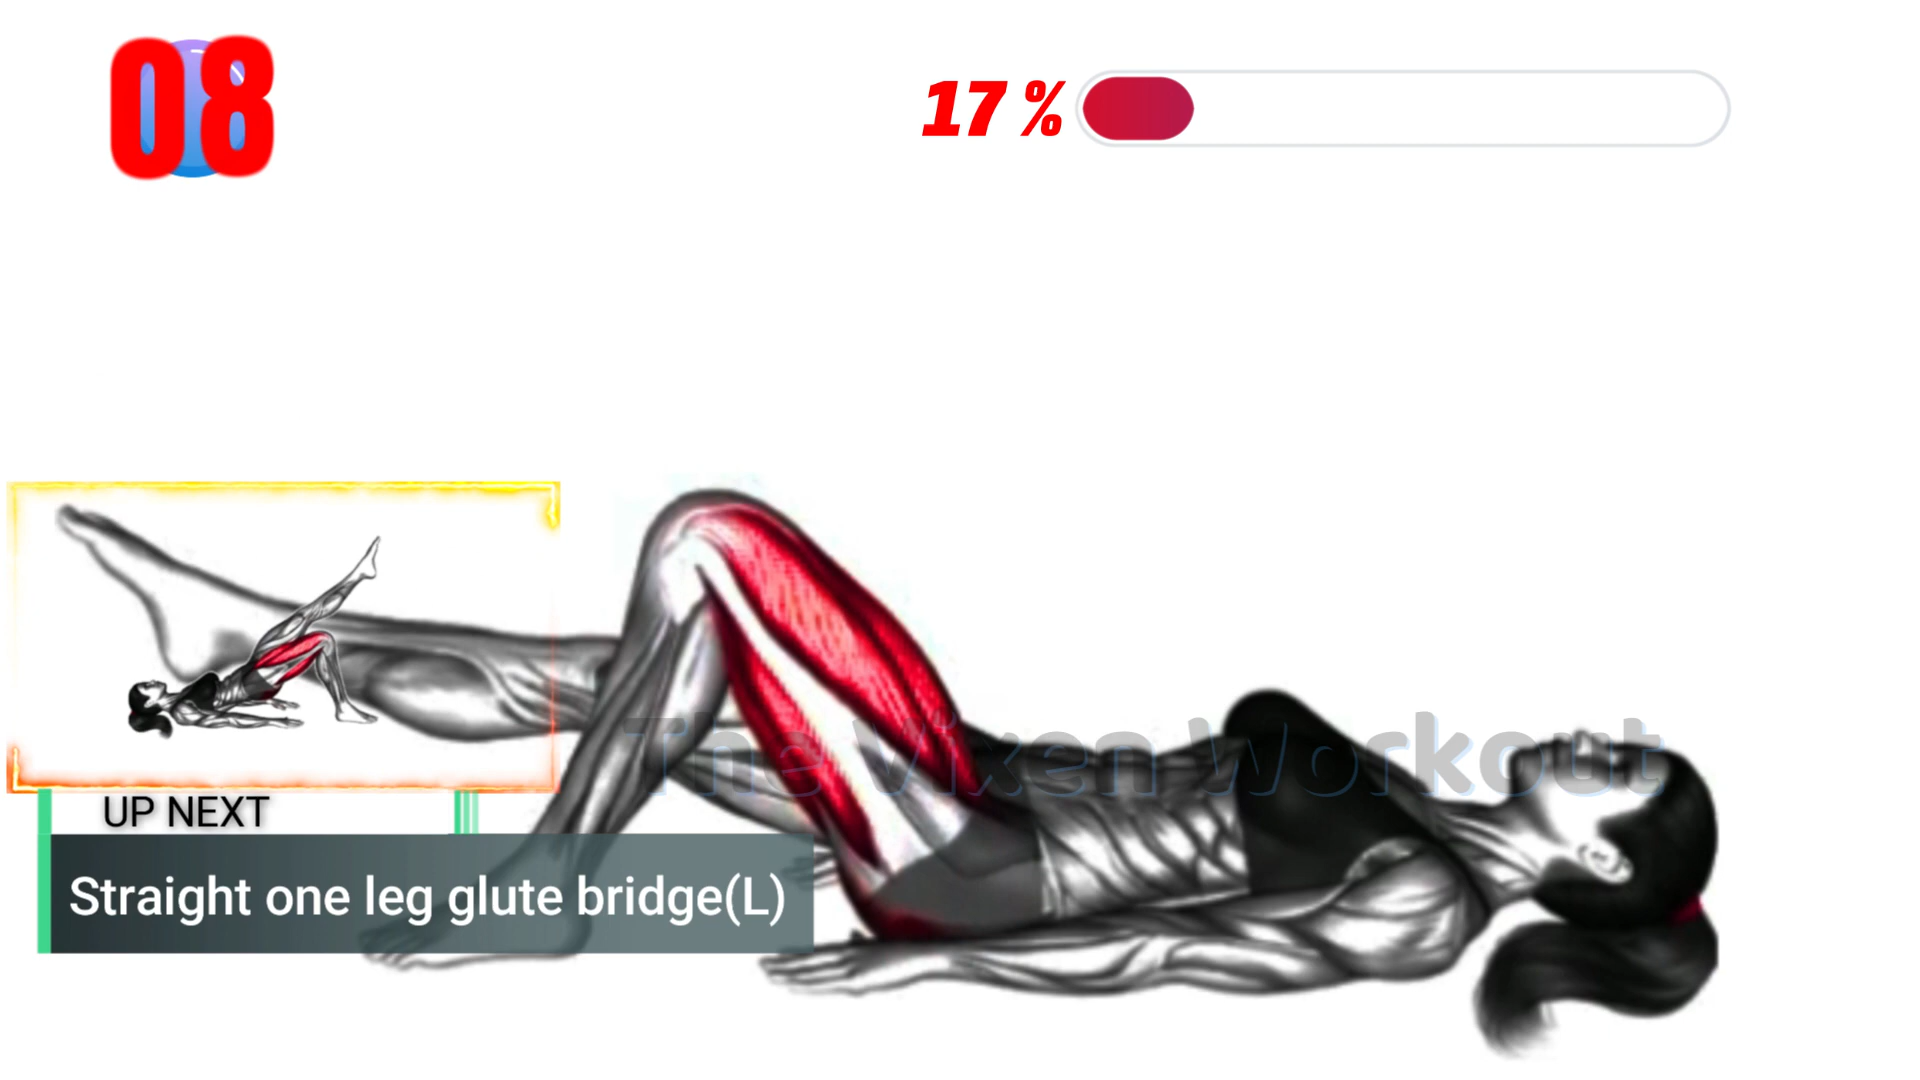 08
17 %
The Vixen Workout
UP NEXT
Straight one leg glute bridge(L)